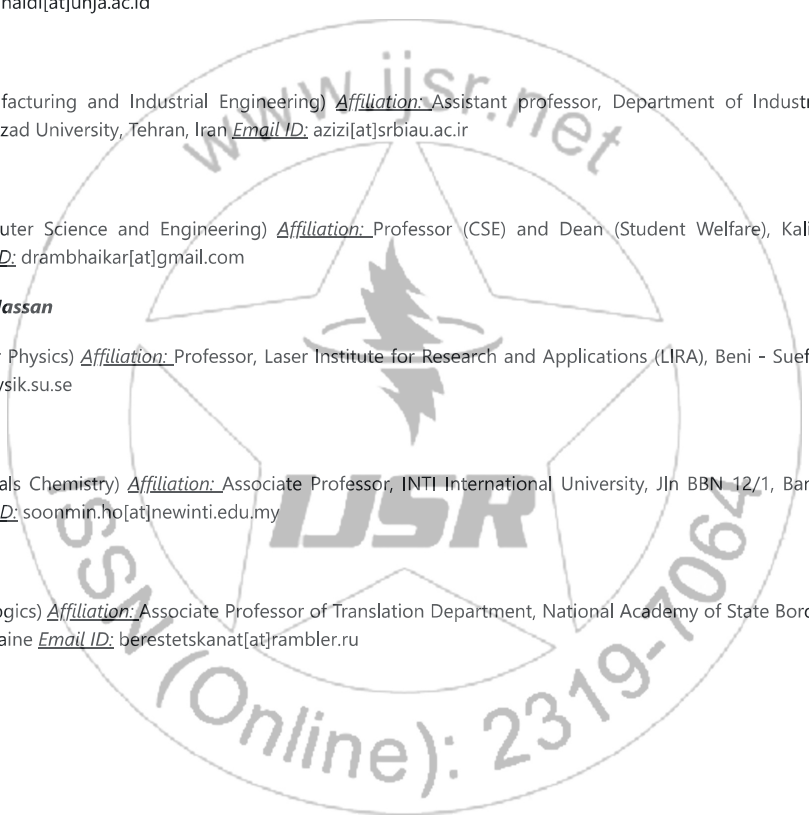 haidi[at]unja.ac.id
www.ijsr.net
facturing and Industrial Engineering) Affiliation: Assistant professor, Department of Industr
zad University, Tehran, Iran Email ID: azizi[at]srbiau.ac.ir
uter Science and Engineering) Affiliation: Professor (CSE) and Dean (Student Welfare), Kali
D: drambhaikar[at]gmail.com
Hassan
r Physics) Affiliation: Professor, Laser Institute for Research and Applications (LIRA), Beni - Suef
ysik.su.se
als Chemistry) Affiliation: Associate Professor, INTI International University, Jln BBN 12/1, Ban
D: soonmin.ho[at]newinti.edu.my
IJSR
ogics) Affiliation: Associate Professor of Translation Department, National Academy of State Bord
aine Email ID: berestetskanat[at]rambler.ru
ISSN (Online): 2319-7064